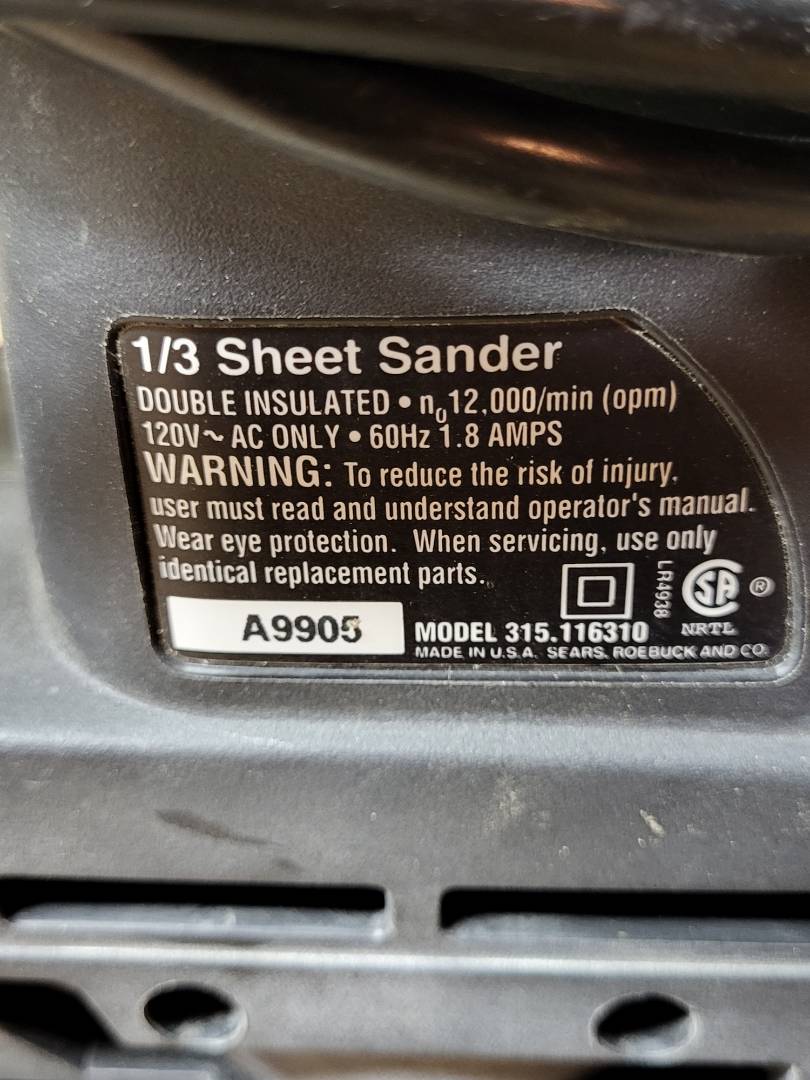 1/3 Sheet Sander
DOUBLE INSULATED • n₀12,000/min (opm)
120V~ AC ONLY • 60Hz 1.8 AMPS
WARNING: To reduce the risk of injury,
user must read and understand operator's manual.
Wear eye protection. When servicing, use only
identical replacement parts.
LR4938
SA ®
NRTL
A9905
MODEL 315.116310
MADE IN U.S.A. SEARS, ROEBUCK AND CO.